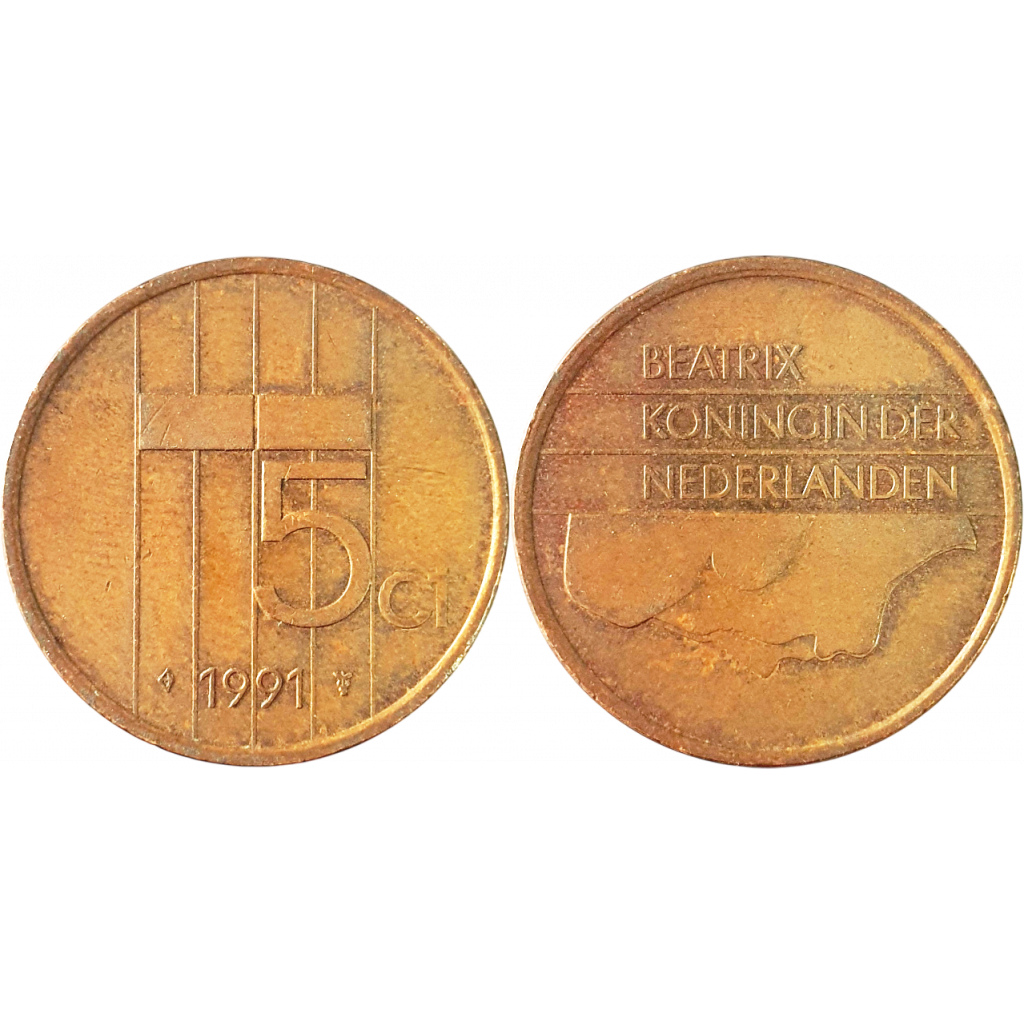 5 CT
1991
BEATRIX
KONINGIN DER
NEDERLANDEN